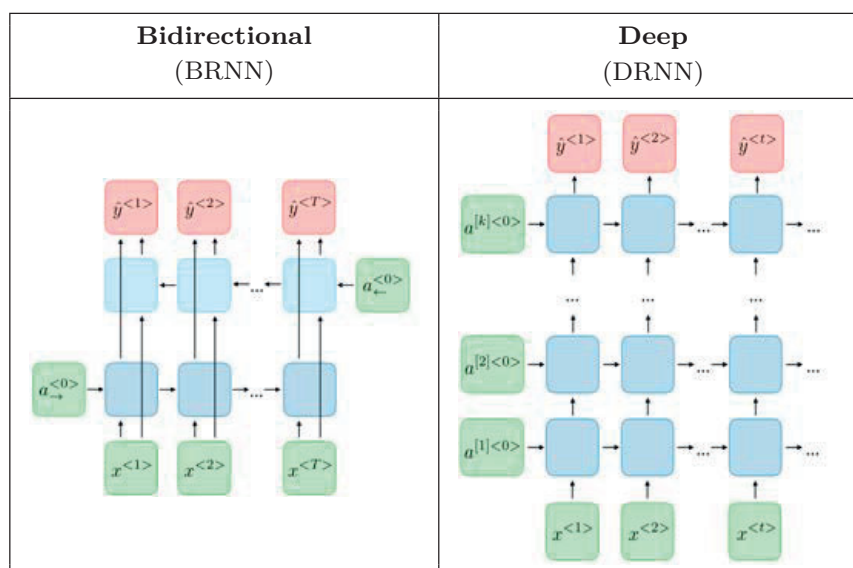 Bidirectional
(BRNN)
Deep
(DRNN)
ŷ<1> ŷ<2> ŷ<T>
... a←<0>
a→<0> ...
x<1> x<2> x<T>
ŷ<1> ŷ<2> ŷ<t>
a[k]<0> ... ...
... ... ...
a[2]<0> ... ...
a[1]<0> ... ...
x<1> x<2> x<t>